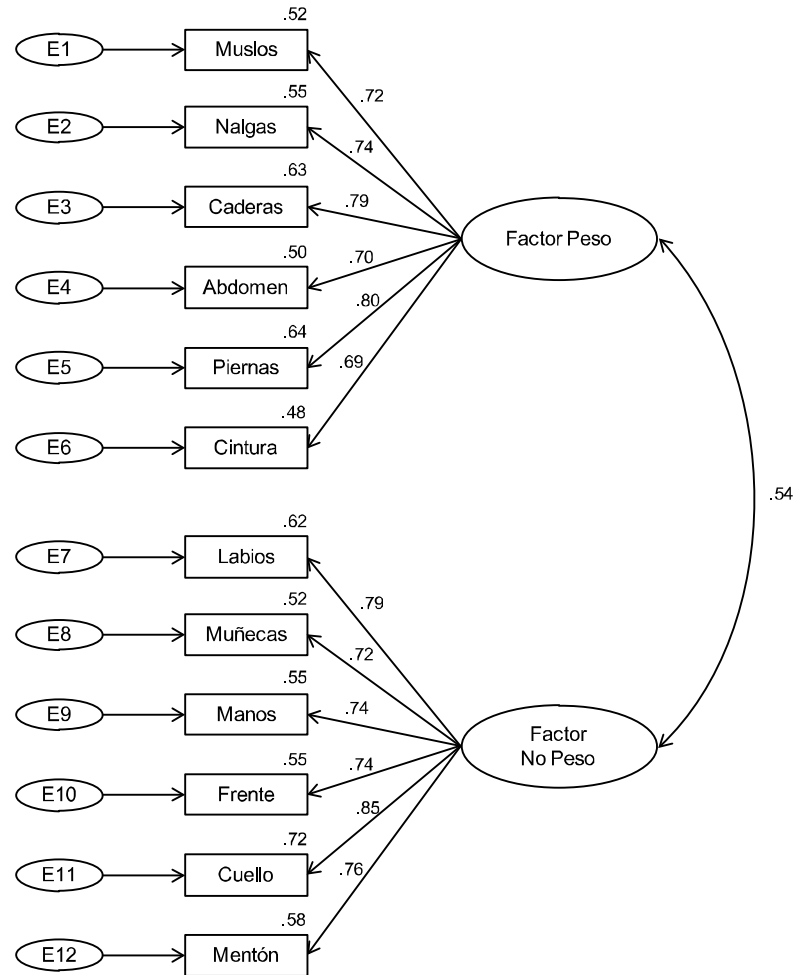 .52
E1
Muslos
.72
.55
E2
Nalgas
.74
.63
E3
Caderas
.79
Factor Peso
.50
E4
Abdomen
.70
.64
E5
Piernas
.80
.48
E6
Cintura
.69
.54
.62
E7
Labios
.79
.52
E8
Muñecas
.72
.55
E9
Manos
.74
Factor
No Peso
.55
E10
Frente
.74
.72
E11
Cuello
.85
.58
E12
Mentón
.76